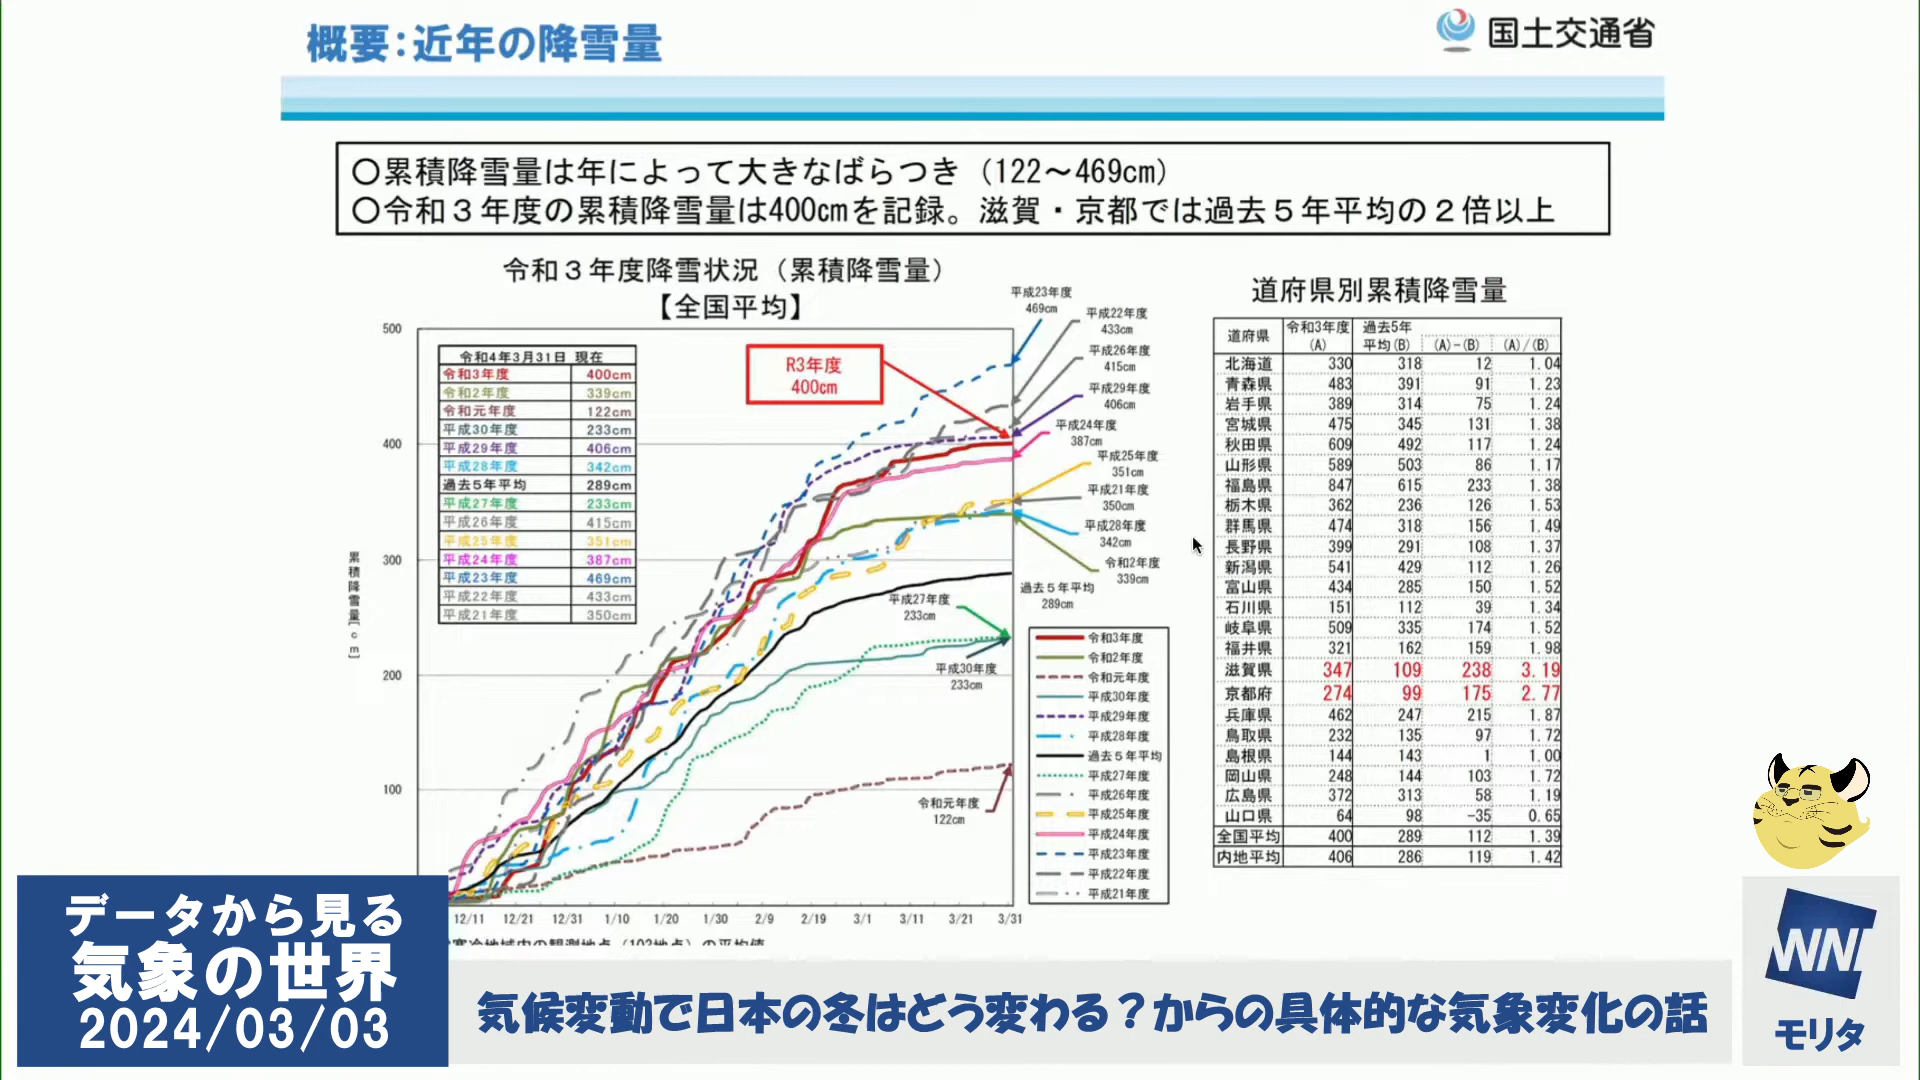 概要：近年の降雪量
国土交通省
○累積降雪量は年によって大きなばらつき（122～469cm）
○令和３年度の累積降雪量は400cmを記録。滋賀・京都では過去５年平均の２倍以上
令和３年度降雪状況（累積降雪量）
【全国平均】
累積降雪量[cm]
500
400
300
200
100
令和4年3月31日 現在
令和3年度 400cm
令和2年度 339cm
令和元年度 122cm
平成30年度 233cm
平成29年度 406cm
平成28年度 342cm
過去５年平均 289cm
平成27年度 233cm
平成26年度 415cm
平成25年度 351cm
平成24年度 387cm
平成23年度 469cm
平成22年度 433cm
平成21年度 350cm
R3年度
400cm
平成23年度
469cm
平成22年度
433cm
平成26年度
415cm
平成29年度
406cm
平成24年度
387cm
平成25年度
351cm
平成21年度
350cm
平成28年度
342cm
令和2年度
339cm
過去５年平均
289cm
平成27年度
233cm
平成30年度
233cm
令和元年度
122cm
令和3年度
令和2年度
令和元年度
平成30年度
平成29年度
平成28年度
過去５年平均
平成27年度
平成26年度
平成25年度
平成24年度
平成23年度
平成22年度
平成21年度
12/11 12/21 12/31 1/10 1/20 1/30 2/9 2/19 3/1 3/11 3/21 3/31
道府県別累積降雪量
道府県 令和3年度(A) 過去5年平均(B) (A)-(B) (A)/(B)
北海道 330 318 12 1.04
青森県 483 391 91 1.23
岩手県 389 314 75 1.24
宮城県 475 345 131 1.38
秋田県 609 492 117 1.24
山形県 589 503 86 1.17
福島県 847 615 233 1.38
栃木県 362 236 126 1.53
群馬県 474 318 156 1.49
長野県 399 291 108 1.37
新潟県 541 429 112 1.26
富山県 434 285 150 1.52
石川県 151 112 39 1.34
岐阜県 509 335 174 1.52
福井県 321 162 159 1.98
滋賀県 347 109 238 3.19
京都府 274 99 175 2.77
兵庫県 462 247 215 1.87
鳥取県 232 135 97 1.72
島根県 144 143 1 1.00
岡山県 248 144 103 1.72
広島県 372 313 58 1.19
山口県 64 98 -35 0.65
全国平均 400 289 112 1.39
内地平均 406 286 119 1.42
データから見る
気象の世界
2024/03/03
気候変動で日本の冬はどう変わる？からの具体的な気象変化の話
WNI
モリタ